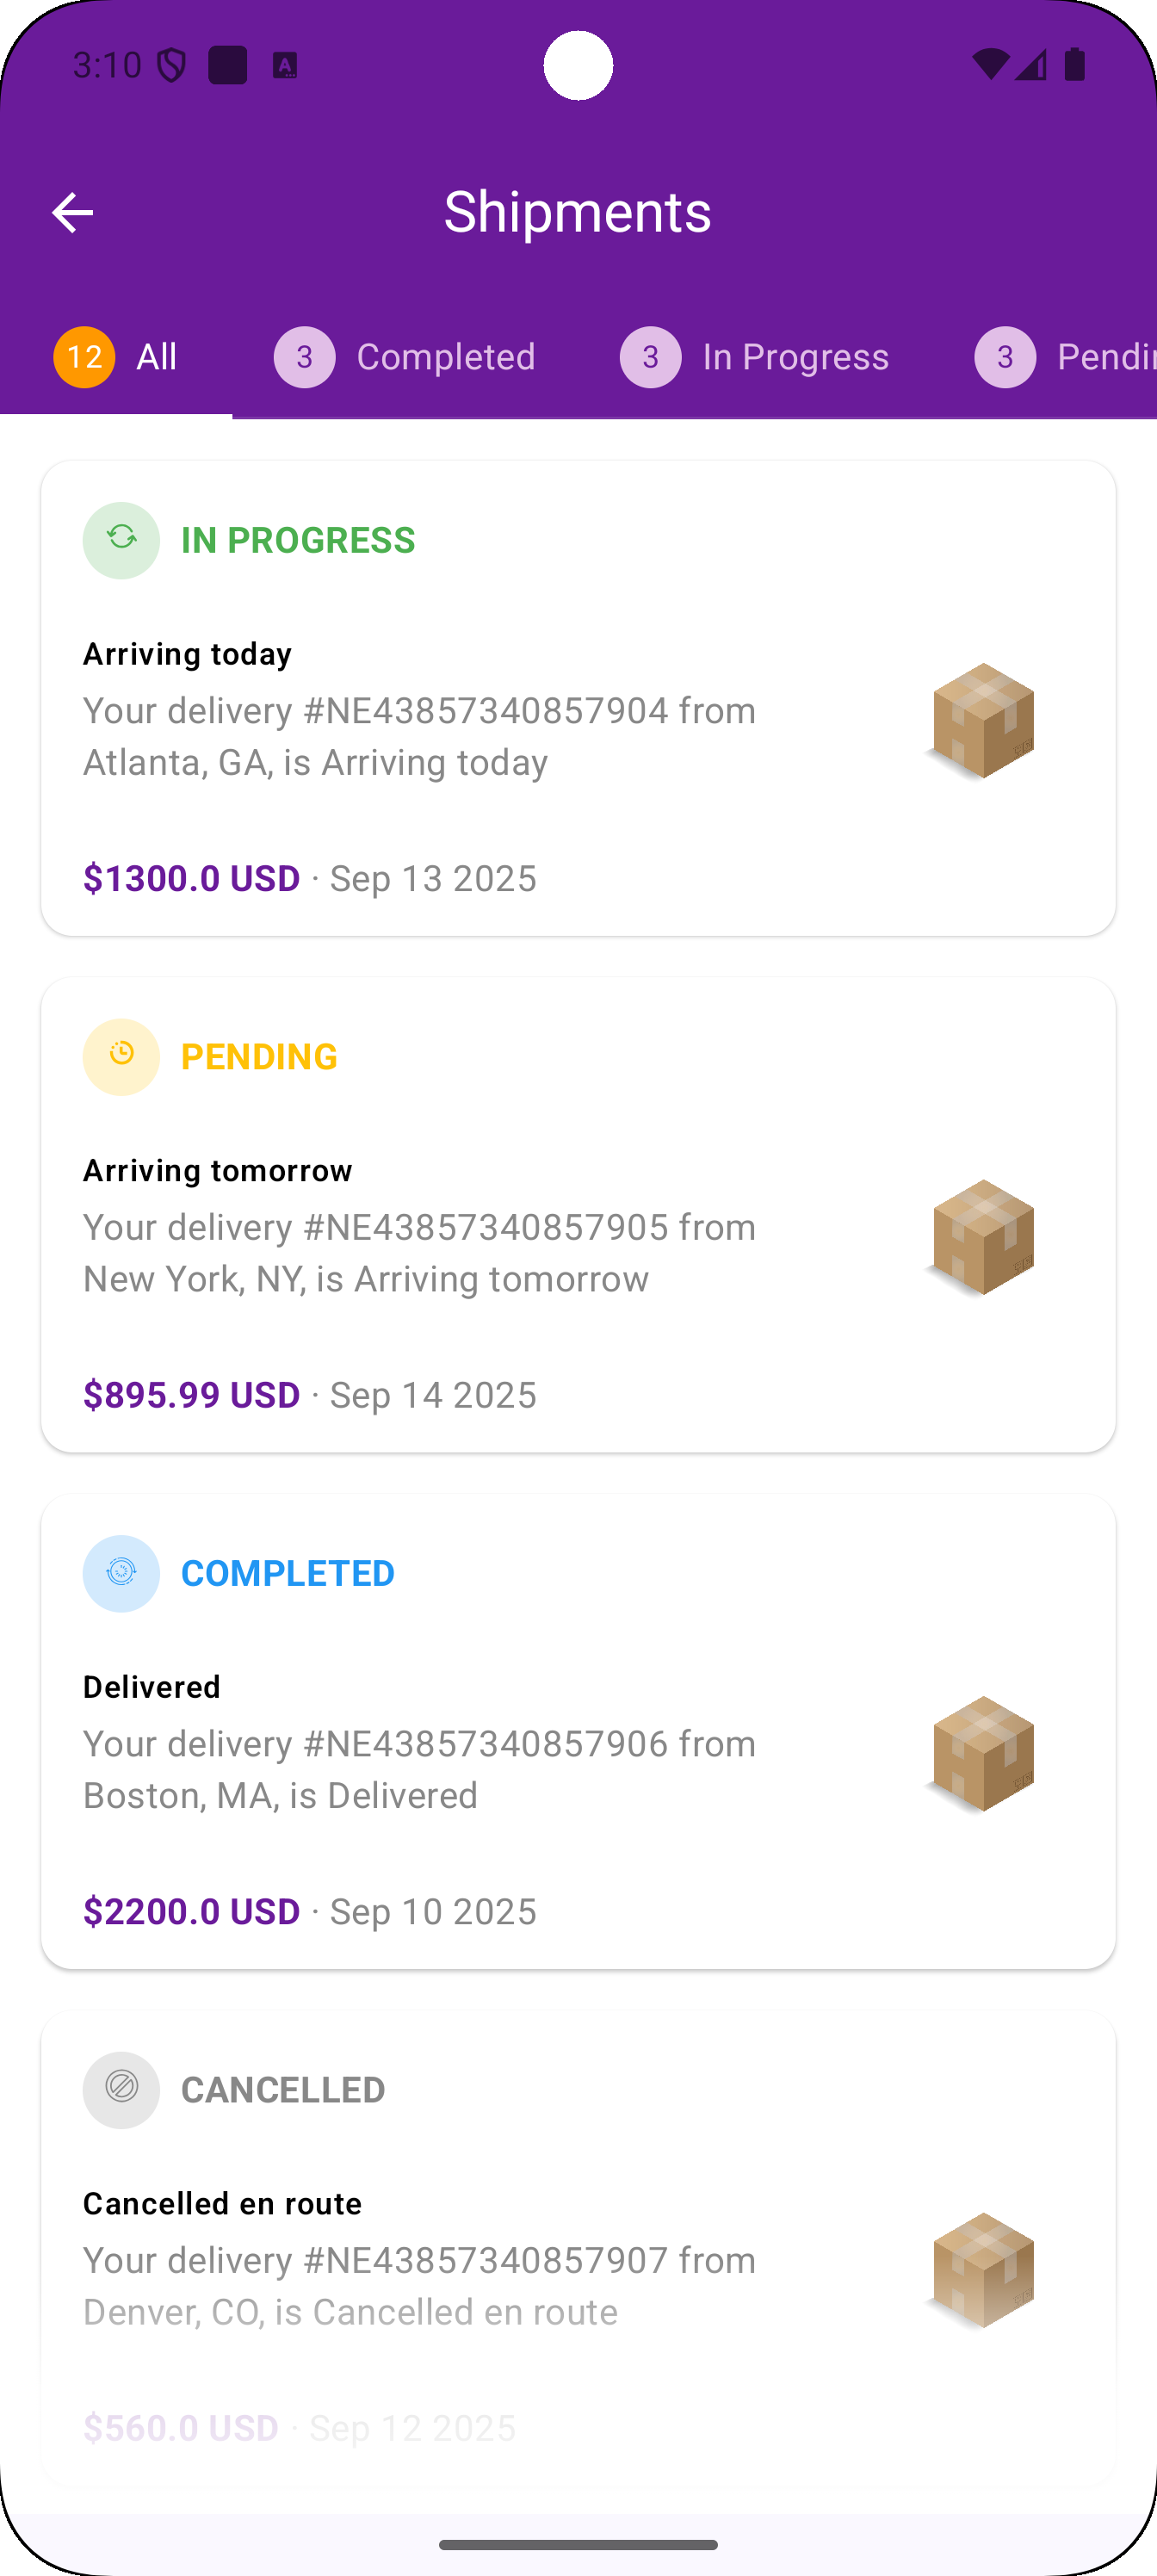 3:10
Shipments
12 All 3 Completed 3 In Progress 3 Pendin
IN PROGRESS
Arriving today
Your delivery #NE43857340857904 from
Atlanta, GA, is Arriving today
$1300.0 USD · Sep 13 2025
PENDING
Arriving tomorrow
Your delivery #NE43857340857905 from
New York, NY, is Arriving tomorrow
$895.99 USD · Sep 14 2025
COMPLETED
Delivered
Your delivery #NE43857340857906 from
Boston, MA, is Delivered
$2200.0 USD · Sep 10 2025
CANCELLED
Cancelled en route
Your delivery #NE43857340857907 from
Denver, CO, is Cancelled en route
$560.0 USD · Sep 12 2025